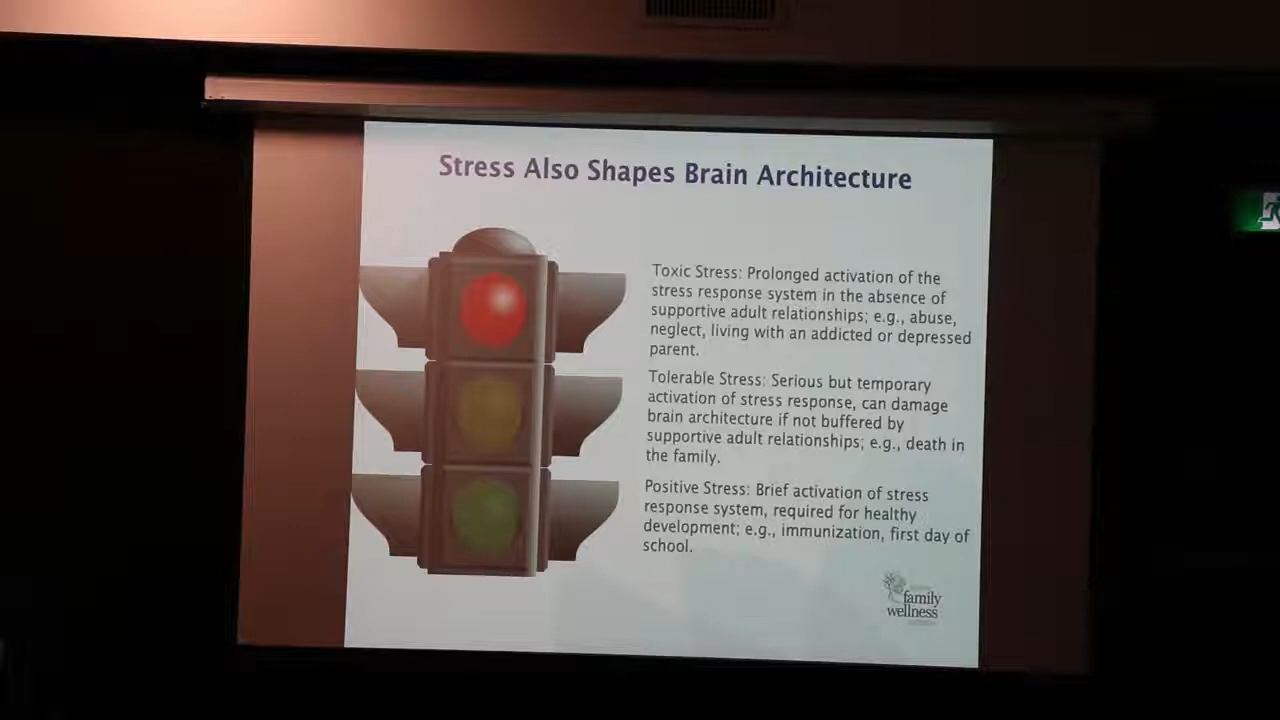 Stress Also Shapes Brain Architecture
Toxic Stress: Prolonged activation of the
stress response system in the absence of
supportive adult relationships; e.g., abuse,
neglect, living with an addicted or depressed
parent.
Tolerable Stress: Serious but temporary
activation of stress response, can damage
brain architecture if not buffered by
supportive adult relationships; e.g., death in
the family.
Positive Stress: Brief activation of stress
response system, required for healthy
development; e.g., immunization, first day of
school.
family
wellness